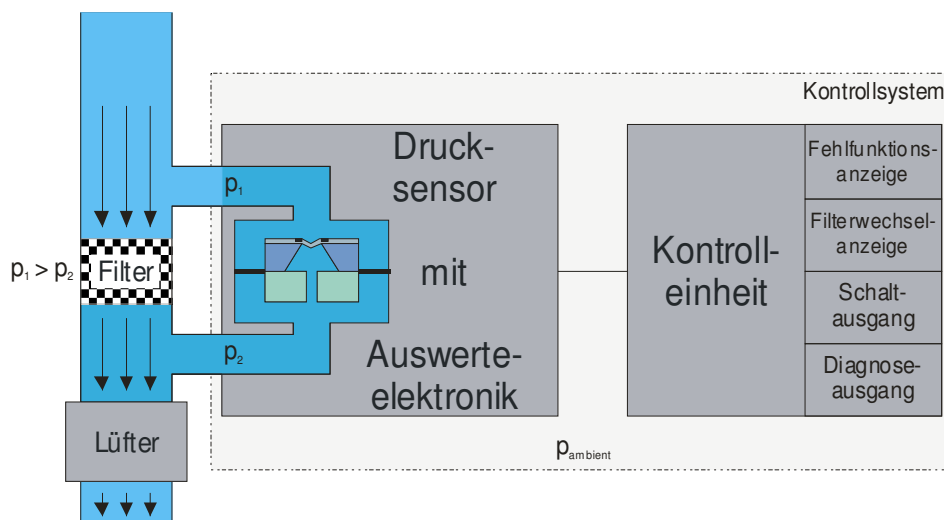 Kontrollsystem
Druck-
sensor
mit
Auswerte-
elektronik
p₁
p₂
p₁ > p₂
Filter
Lüfter
Kontroll-
einheit
Fehlfunktions-
anzeige
Filterwechsel-
anzeige
Schalt-
ausgang
Diagnose-
ausgang
p_ambient